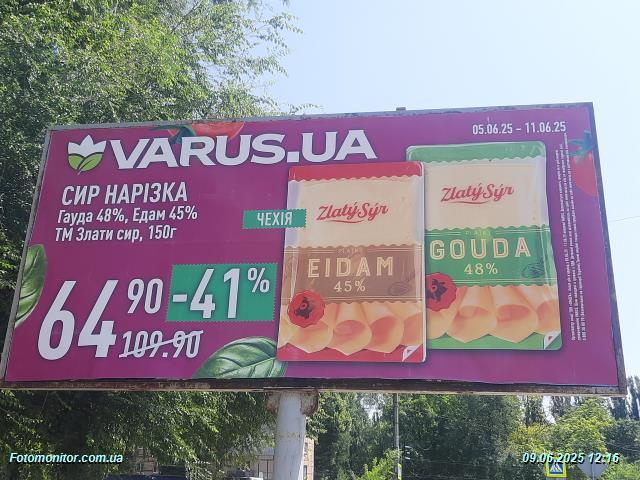 VARUS.UA
05.06.25 – 11.06.25
СИР НАРІЗКА
Гауда 48%, Едам 45%
ТМ Злати сир, 150г
ЧЕХІЯ
64 90
-41%
109.90
Zlatý Sýr
PLÁTKY
EIDAM
45%
Zlatý Sýr
PLÁTKY
GOUDA
48%
Fotomonitor.com.ua
09.06.2025 12:16